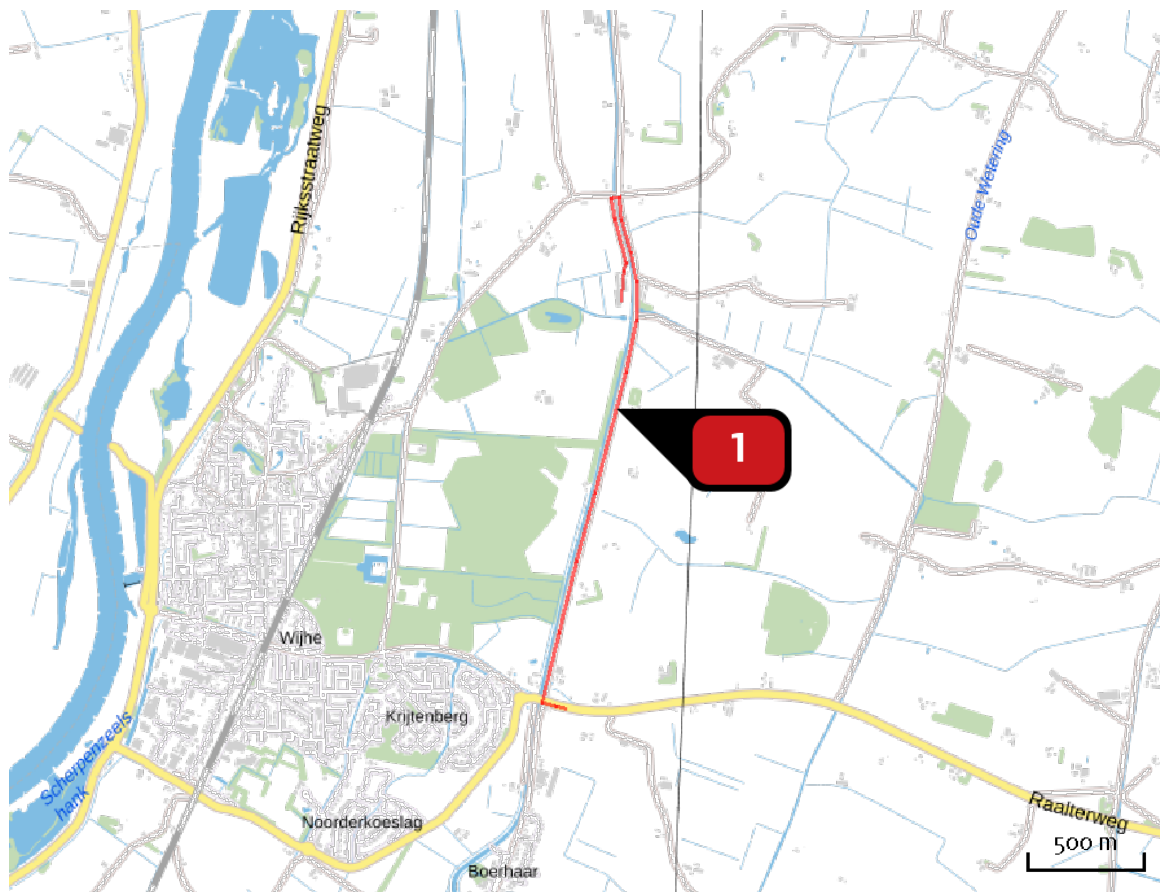 Rijksstraatweg
Oude Wetering
1
Wijhe
Krijtenberg
Scherpenzeels
hank
Noorderkoeslag
Raalterweg
500 m
Boerhaar